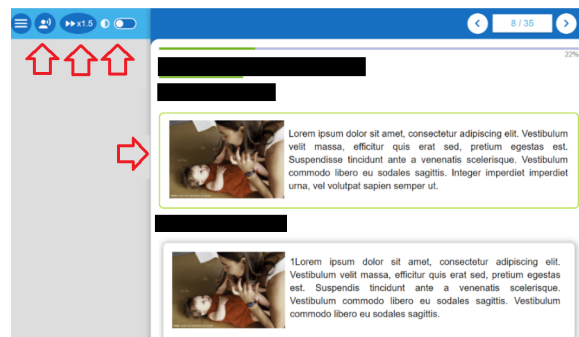 x1.5
8 / 35
22%
Lorem ipsum dolor sit amet, consectetur adipiscing elit. Vestibulum
velit massa, efficitur quis erat sed, pretium egestas est.
Suspendisse tincidunt ante a venenatis scelerisque. Vestibulum
commodo libero eu sodales sagittis. Integer imperdiet imperdiet
urna, vel volutpat sapien semper ut.
1Lorem ipsum dolor sit amet, consectetur adipiscing elit.
Vestibulum velit massa, efficitur quis erat sed, pretium egestas
est. Suspendis tincidunt ante a venenatis scelerisque.
Vestibulum commodo libero eu sodales sagittis. Vestibulum
commodo libero eu sodales sagittis.